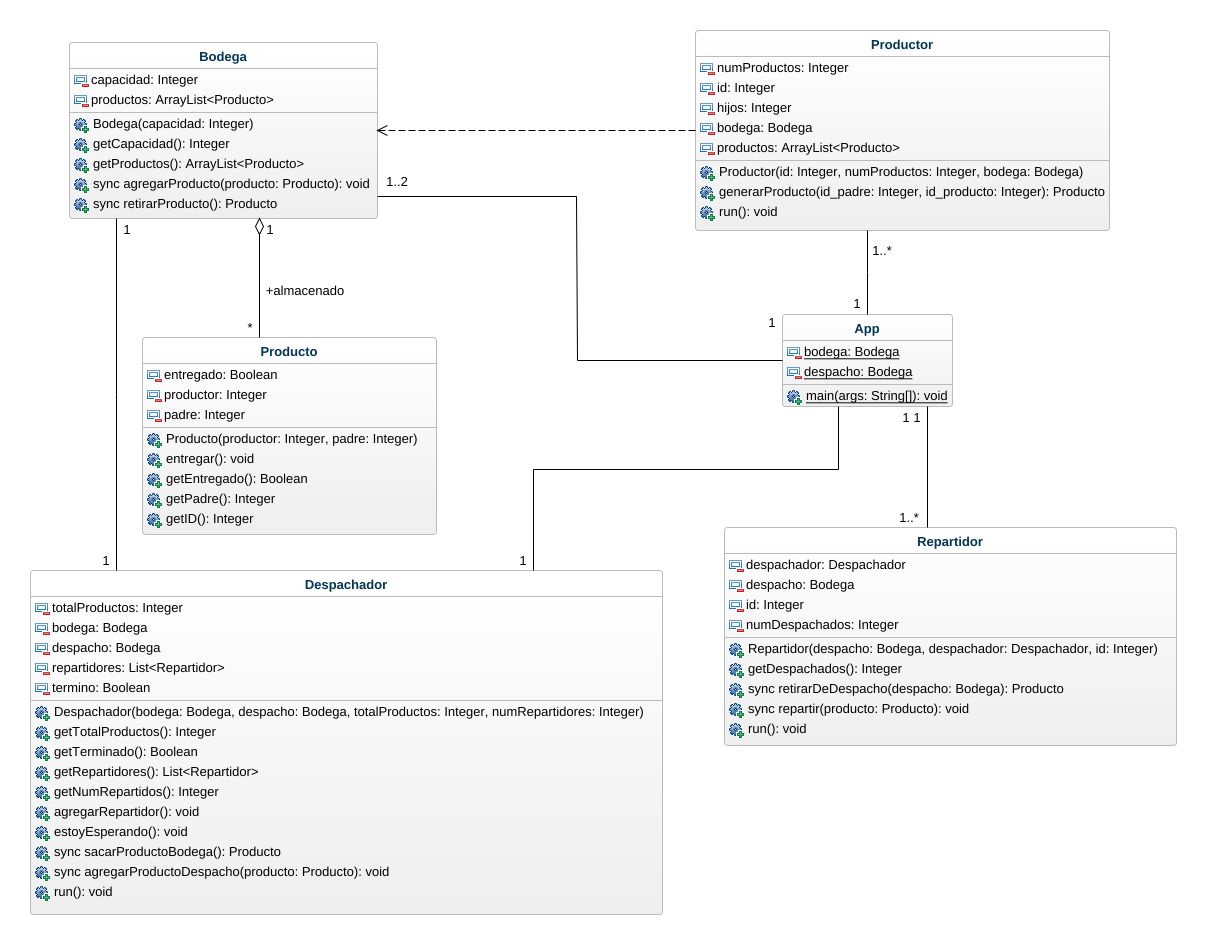 Bodega
capacidad: Integer
productos: ArrayList<Producto>
Bodega(capacidad: Integer)
getCapacidad(): Integer
getProductos(): ArrayList<Producto>
sync agregarProducto(producto: Producto): void
sync retirarProducto(): Producto
Productor
numProductos: Integer
id: Integer
hijos: Integer
bodega: Bodega
productos: ArrayList<Producto>
Productor(id: Integer, numProductos: Integer, bodega: Bodega)
generarProducto(id_padre: Integer, id_producto: Integer): Producto
run(): void
1..2
1
1
+almacenado
*
1..*
1
1
App
bodega: Bodega
despacho: Bodega
main(args: String[]): void
1 1
Producto
entregado: Boolean
productor: Integer
padre: Integer
Producto(productor: Integer, padre: Integer)
entregar(): void
getEntregado(): Boolean
getPadre(): Integer
getID(): Integer
1..*
1
1
Repartidor
despachador: Despachador
despacho: Bodega
id: Integer
numDespachados: Integer
Repartidor(despacho: Bodega, despachador: Despachador, id: Integer)
getDespachados(): Integer
sync retirarDeDespacho(despacho: Bodega): Producto
sync repartir(producto: Producto): void
run(): void
Despachador
totalProductos: Integer
bodega: Bodega
despacho: Bodega
repartidores: List<Repartidor>
termino: Boolean
Despachador(bodega: Bodega, despacho: Bodega, totalProductos: Integer, numRepartidores: Integer)
getTotalProductos(): Integer
getTerminado(): Boolean
getRepartidores(): List<Repartidor>
getNumRepartidos(): Integer
agregarRepartidor(): void
estoyEsperando(): void
sync sacarProductoBodega(): Producto
sync agregarProductoDespacho(producto: Producto): void
run(): void